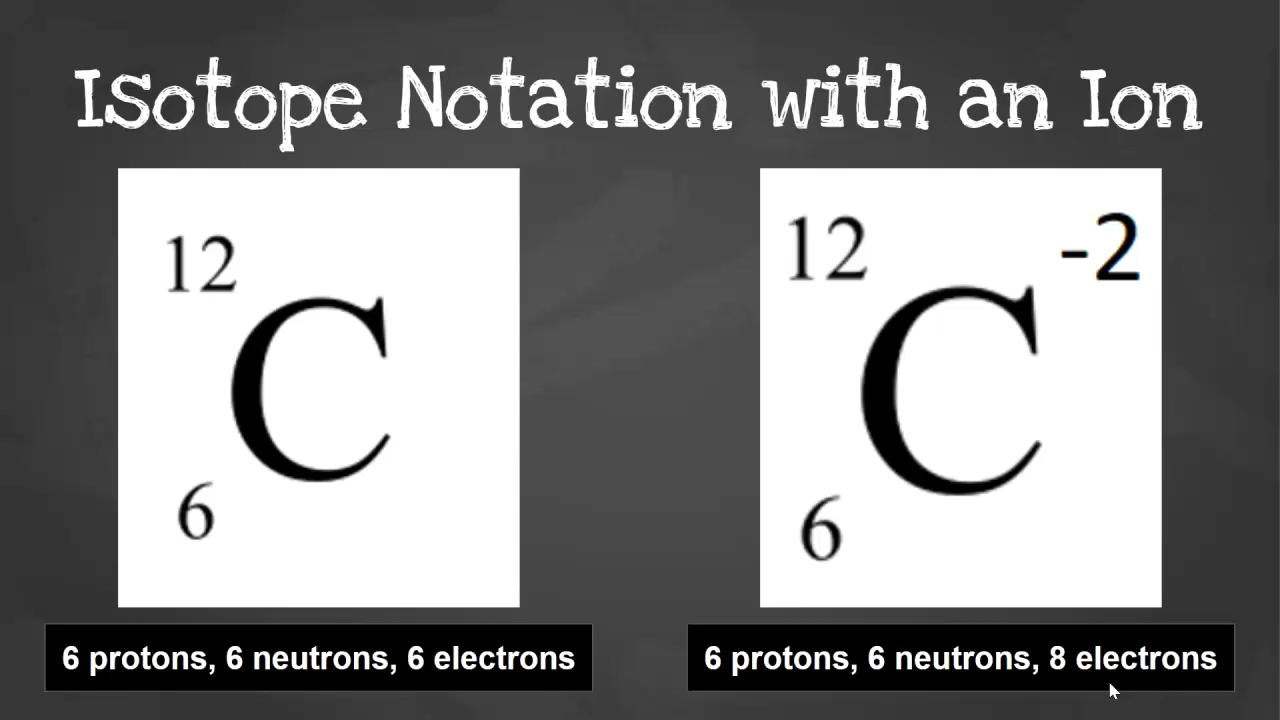 Isotope Notation with an Ion
12
C
6
12
-2
C
6
6 protons, 6 neutrons, 6 electrons
6 protons, 6 neutrons, 8 electrons